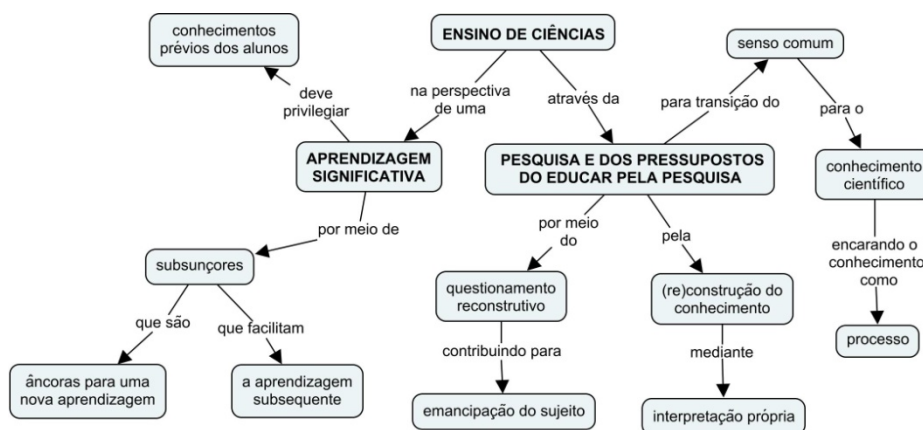 conhecimentos
prévios dos alunos
ENSINO DE CIÊNCIAS
senso comum
deve
privilegiar
na perspectiva
de uma
através da
para transição do
para o
APRENDIZAGEM
SIGNIFICATIVA
PESQUISA E DOS PRESSUPOSTOS
DO EDUCAR PELA PESQUISA
conhecimento
científico
por meio de
por meio
do
pela
encarando o
conhecimento
como
subsunçores
questionamento
reconstrutivo
(re)construção do
conhecimento
processo
que são
que facilitam
contribuindo para
mediante
âncoras para uma
nova aprendizagem
a aprendizagem
subsequente
emancipação do sujeito
interpretação própria